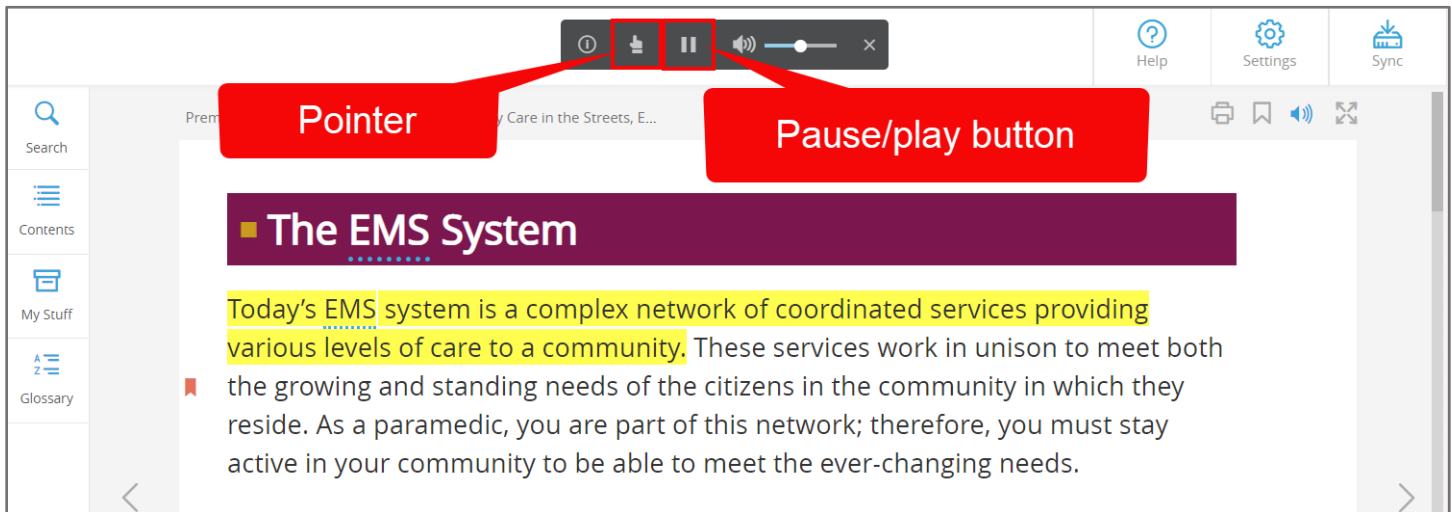 Help
Settings
Sync
Search
Contents
My Stuff
A
Z
Glossary
Pointer
Pause/play button
Prem
y Care in the Streets, E...
The EMS System
Today’s EMS system is a complex network of coordinated services providing
various levels of care to a community. These services work in unison to meet both
the growing and standing needs of the citizens in the community in which they
reside. As a paramedic, you are part of this network; therefore, you must stay
active in your community to be able to meet the ever-changing needs.